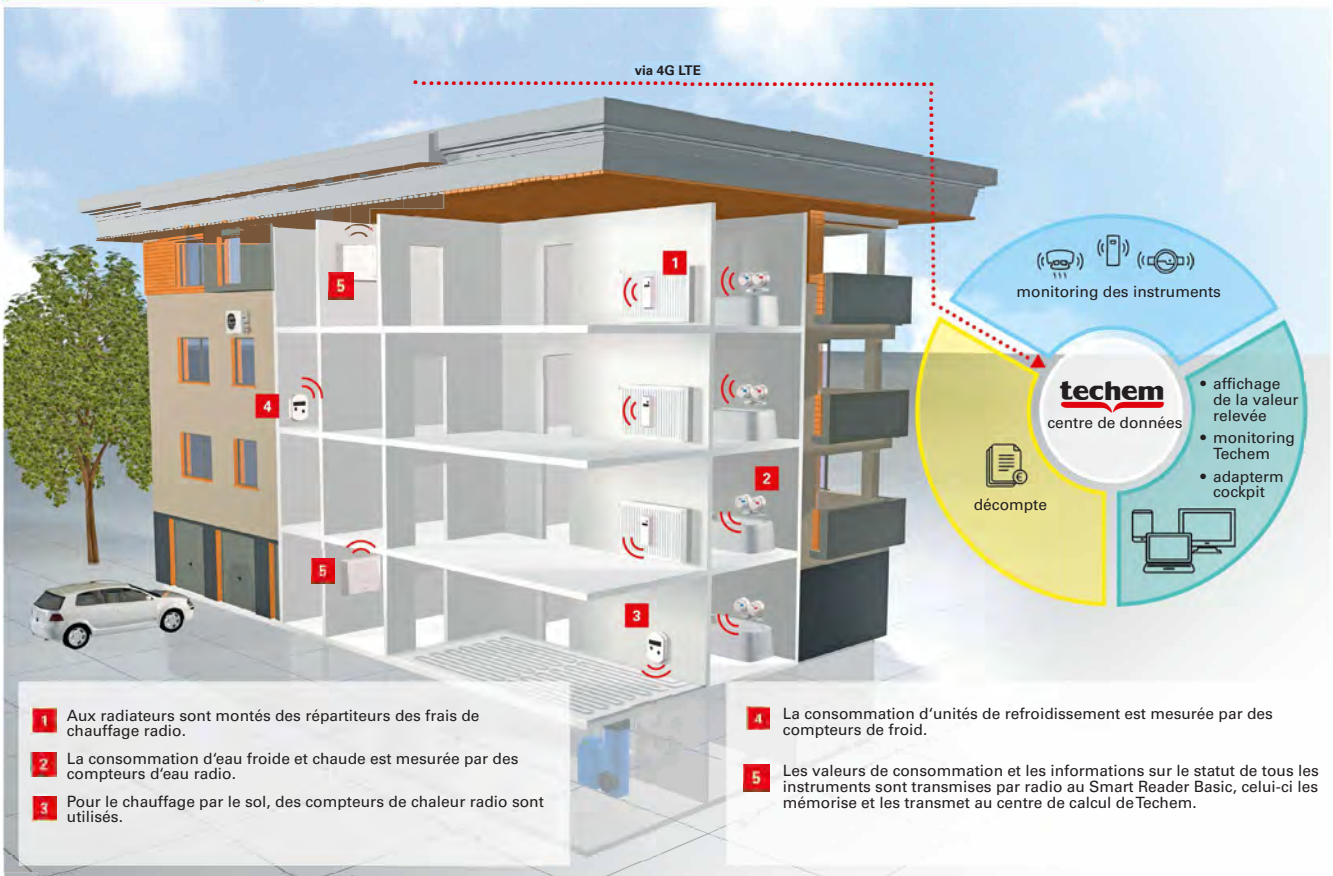 via 4G LTE
1
5
monitoring des instruments
4
techem
centre de données
• affichage
de la valeur
relevée
• monitoring
Techem
• adapterm
cockpit
2
décompte
€
5
3
1 Aux radiateurs sont montés des répartiteurs des frais de
chauffage radio.
2 La consommation d‘eau froide et chaude est mesurée par des
compteurs d'eau radio.
3 Pour le chauffage par le sol, des compteurs de chaleur radio sont
utilisés.
4 La consommation d‘unités de refroidissement est mesurée par des
compteurs de froid.
5 Les valeurs de consommation et les informations sur le statut de tous les
instruments sont transmises par radio au Smart Reader Basic, celui-ci les
mémorise et les transmet au centre de calcul de Techem.